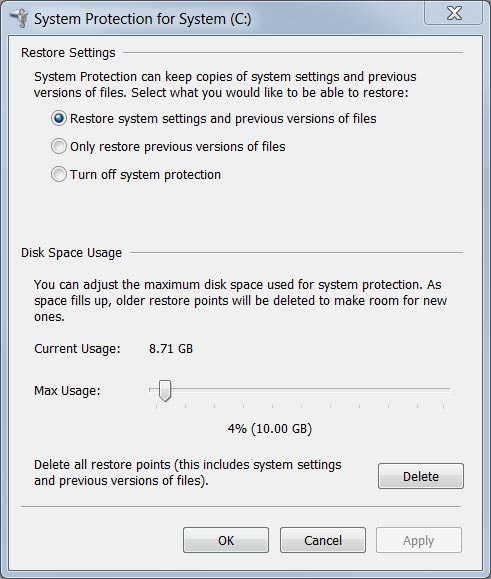 System Protection for System (C:)
Restore Settings
System Protection can keep copies of system settings and previous
versions of files. Select what you would like to be able to restore:
Restore system settings and previous versions of files
Only restore previous versions of files
Turn off system protection
Disk Space Usage
You can adjust the maximum disk space used for system protection. As
space fills up, older restore points will be deleted to make room for new
ones.
Current Usage: 8.71 GB
Max Usage:
4% (10.00 GB)
Delete all restore points (this includes system settings
and previous versions of files).
Delete
OK Cancel Apply